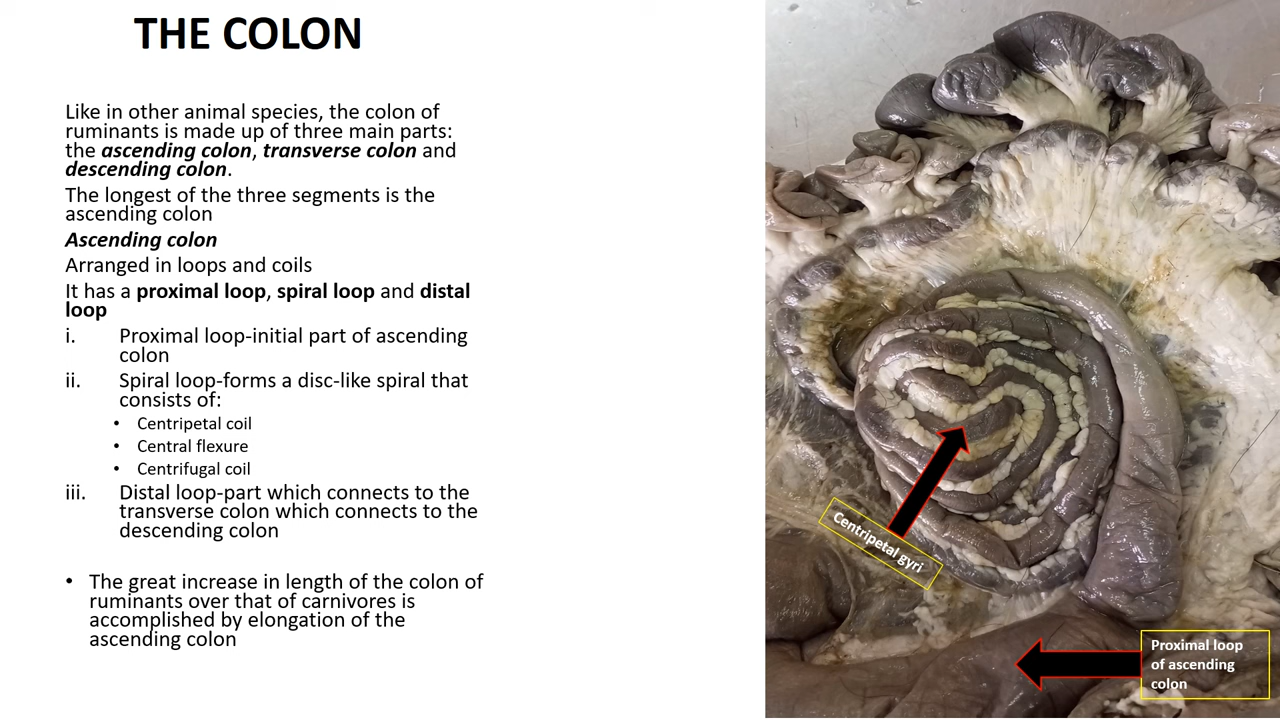 THE COLON
Like in other animal species, the colon of
ruminants is made up of three main parts:
the ascending colon, transverse colon and
descending colon.
The longest of the three segments is the
ascending colon
Ascending colon
Arranged in loops and coils
It has a proximal loop, spiral loop and distal
loop
i. Proximal loop-initial part of ascending
colon
ii. Spiral loop-forms a disc-like spiral that
consists of:
• Centripetal coil
• Central flexure
• Centrifugal coil
iii. Distal loop-part which connects to the
transverse colon which connects to the
descending colon
• The great increase in length of the colon of
ruminants over that of carnivores is
accomplished by elongation of the
ascending colon
Centripetal gyri
Proximal loop
of ascending
colon